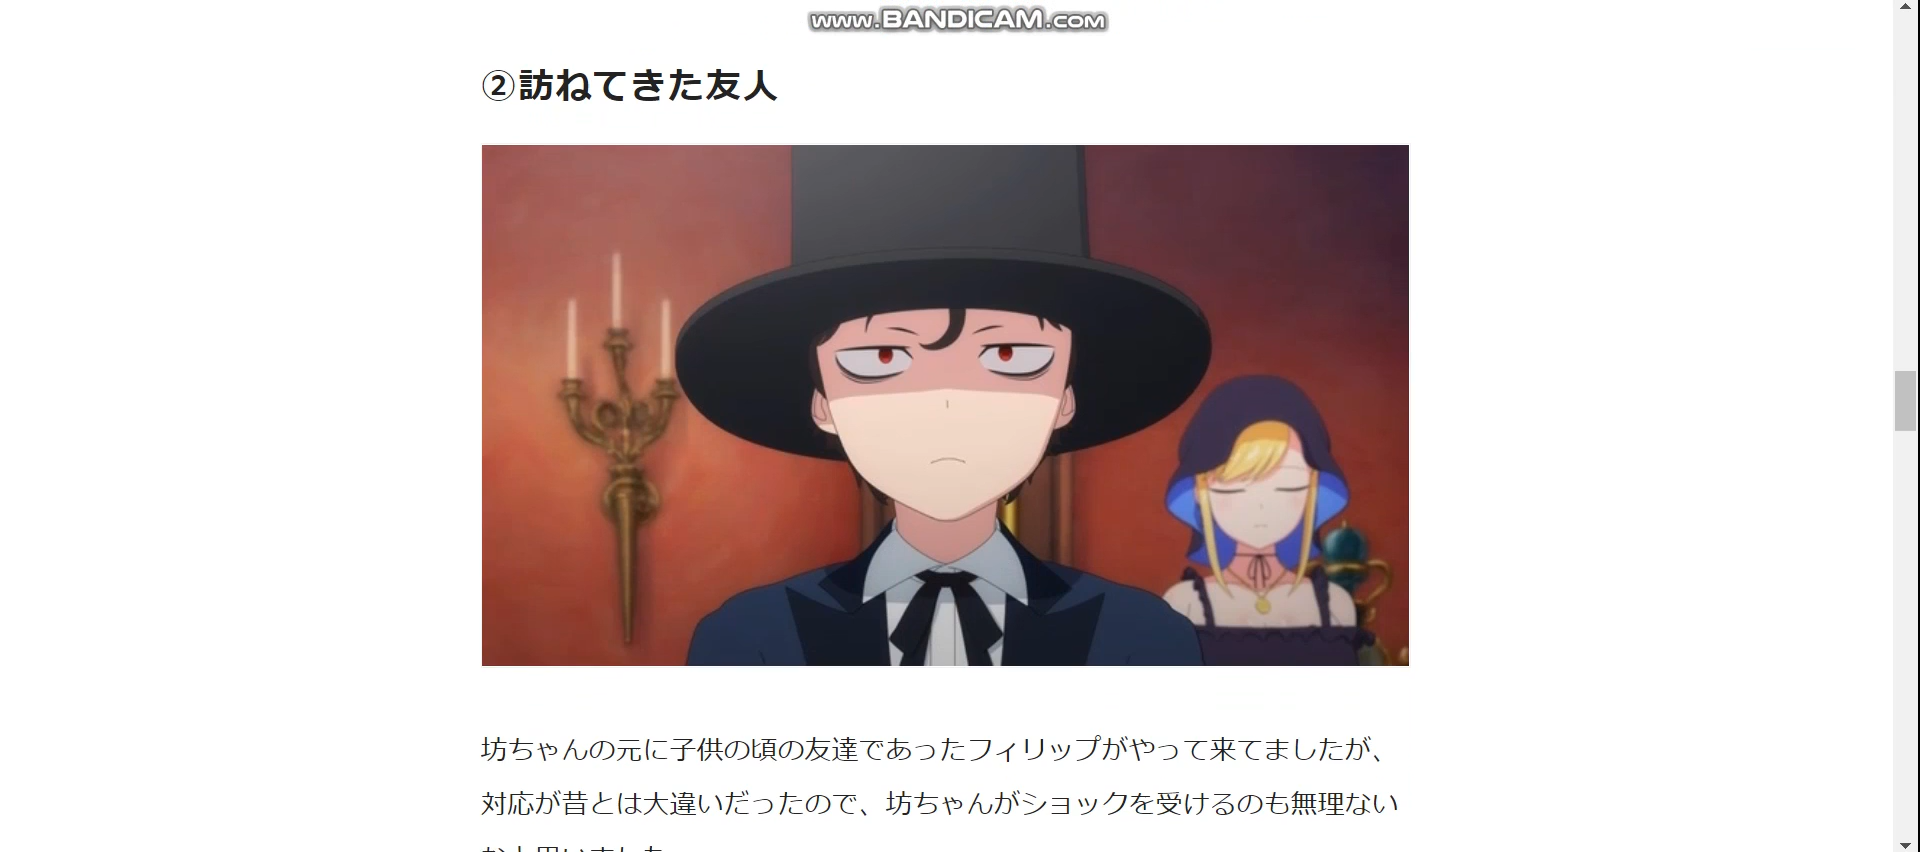 www.BANDICAM.com
②訪ねてきた友人
坊ちゃんの元に子供の頃の友達であったフィリップがやって来てましたが、
対応が昔とは大違いだったので、坊ちゃんがショックを受けるのも無理ない